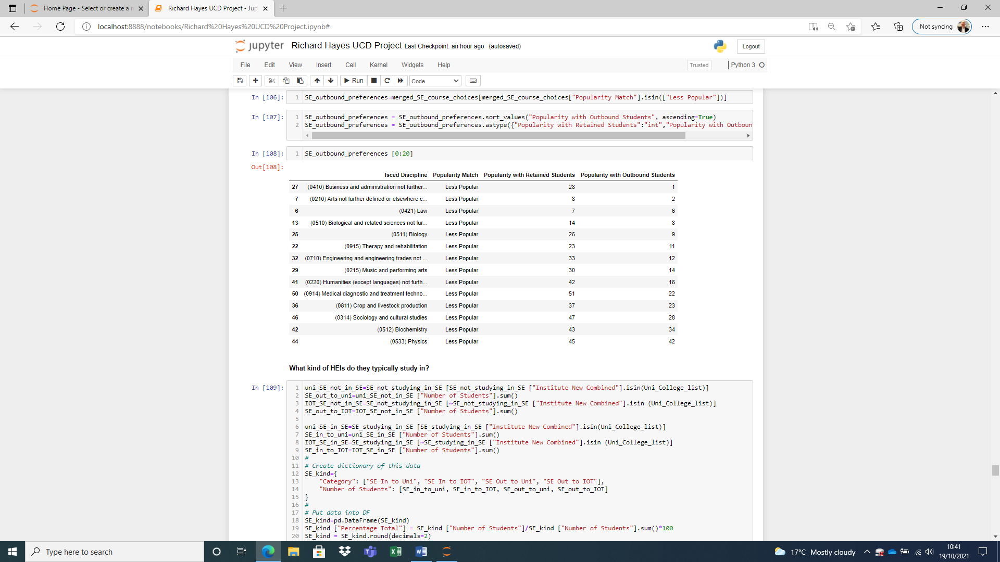 Home Page - Select or create a n
Richard Hayes UCD Project - Jup
localhost:8888/notebooks/Richard%20Hayes%20UCD%20Project.ipynb#
Not syncing
jupyter Richard Hayes UCD Project Last Checkpoint: an hour ago (autosaved)
Logout
File Edit View Insert Cell Kernel Widgets Help
Trusted
Python 3
Run
Code
In [106]:
1 SE_outbound_preferences=merged_SE_course_choices[merged_SE_course_choices["Popularity Match"].isin(["Less Popular"])]
In [107]:
1 SE_outbound_preferences = SE_outbound_preferences.sort_values("Popularity with Outbound Students", ascending=True)
2 SE_outbound_preferences = SE_outbound_preferences.astype({"Popularity with Retained Students":"int","Popularity with Outboun
In [108]:
1 SE_outbound_preferences [0:20]
Out[108]:
Isced Discipline Popularity Match Popularity with Retained Students Popularity with Outbound Students
27 (0410) Business and administration not further... Less Popular 28 1
7 (0210) Arts not further defined or elsewhere c... Less Popular 8 2
6 (0421) Law Less Popular 7 6
13 (0510) Biological and related sciences not fur... Less Popular 14 8
25 (0511) Biology Less Popular 26 9
22 (0915) Therapy and rehabilitation Less Popular 23 11
32 (0710) Engineering and engineering trades not ... Less Popular 33 12
29 (0215) Music and performing arts Less Popular 30 14
41 (0220) Humanities (except languages) not furth... Less Popular 42 16
50 (0914) Medical diagnostic and treatment techno... Less Popular 51 22
36 (0811) Crop and livestock production Less Popular 37 23
46 (0314) Sociology and cultural studies Less Popular 47 28
42 (0512) Biochemistry Less Popular 43 34
44 (0533) Physics Less Popular 45 42
What kind of HEIs do they typically study in?
In [109]:
1 uni_SE_not_in_SE=SE_not_studying_in_SE [SE_not_studying_in_SE ["Institute New Combined"].isin(Uni_College_list)]
2 SE_out_to_uni=uni_SE_not_in_SE ["Number of Students"].sum()
3 IOT_SE_not_in_SE=SE_not_studying_in_SE [~SE_not_studying_in_SE ["Institute New Combined"].isin (Uni_College_list)]
4 SE_out_to_IOT=IOT_SE_not_in_SE ["Number of Students"].sum()
5
6 uni_SE_in_SE=SE_studying_in_SE [SE_studying_in_SE ["Institute New Combined"].isin(Uni_College_list)]
7 SE_in_to_uni=uni_SE_in_SE ["Number of Students"].sum()
8 IOT_SE_in_SE=SE_studying_in_SE [~SE_studying_in_SE ["Institute New Combined"].isin (Uni_College_list)]
9 SE_in_to_IOT=IOT_SE_in_SE ["Number of Students"].sum()
10 #
11 # Create dictionary of this data
12 SE_kind={
13 "Category": ["SE In to Uni", "SE In to IOT", "SE Out to Uni", "SE Out to IOT"],
14 "Number of Students": [SE_in_to_uni, SE_in_to_IOT, SE_out_to_uni, SE_out_to_IOT]
15 }
16 #
17 # Put data into DF
18 SE_kind=pd.DataFrame(SE_kind)
19 SE_kind ["Percentage Total"] = SE_kind ["Number of Students"]/SE_kind ["Number of Students"].sum()*100
20 SE_kind = SE_kind.round(decimals=2)
Type here to search
17°C Mostly cloudy
10:41
19/10/2021